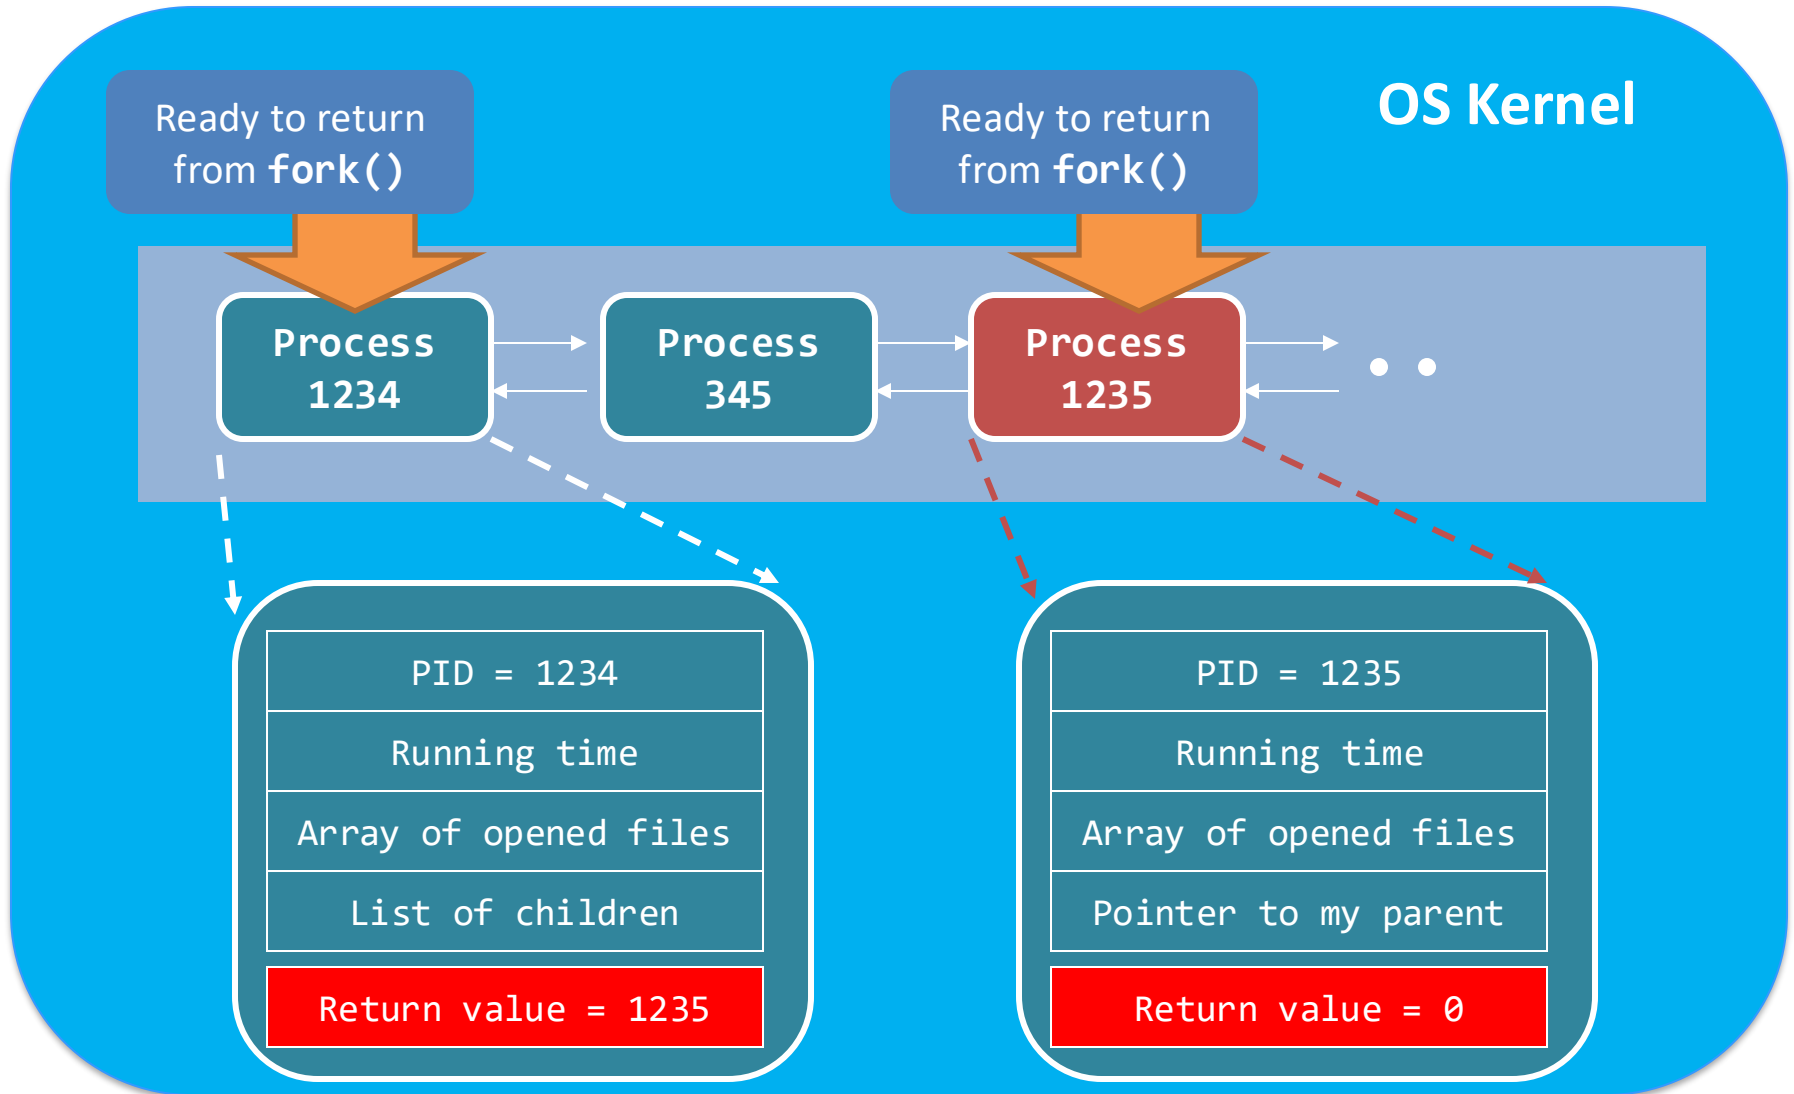 OS Kernel
Ready to return
from fork()
Ready to return
from fork()
Process
1234
Process
345
Process
1235
PID = 1234
Running time
Array of opened files
List of children
Return value = 1235
PID = 1235
Running time
Array of opened files
Pointer to my parent
Return value = 0